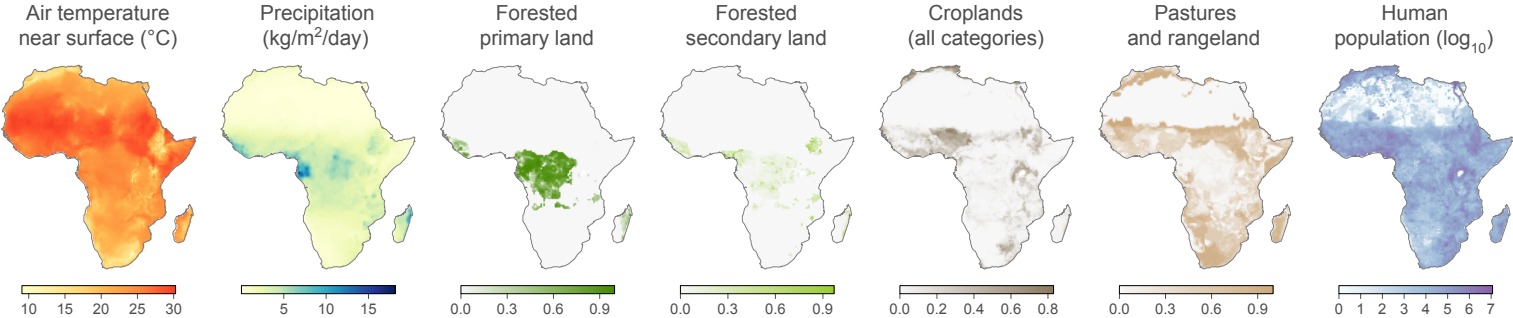 Air temperature
near surface (°C)
Precipitation
(kg/m²/day)
Forested
primary land
Forested
secondary land
Croplands
(all categories)
Pastures
and rangeland
Human
population (log₁₀)
10 15 20 25 30
5 10 15
0.0 0.3 0.6 0.9
0.0 0.3 0.6 0.9
0.0 0.2 0.4 0.6 0.8
0.0 0.3 0.6 0.9
0 1 2 3 4 5 6 7